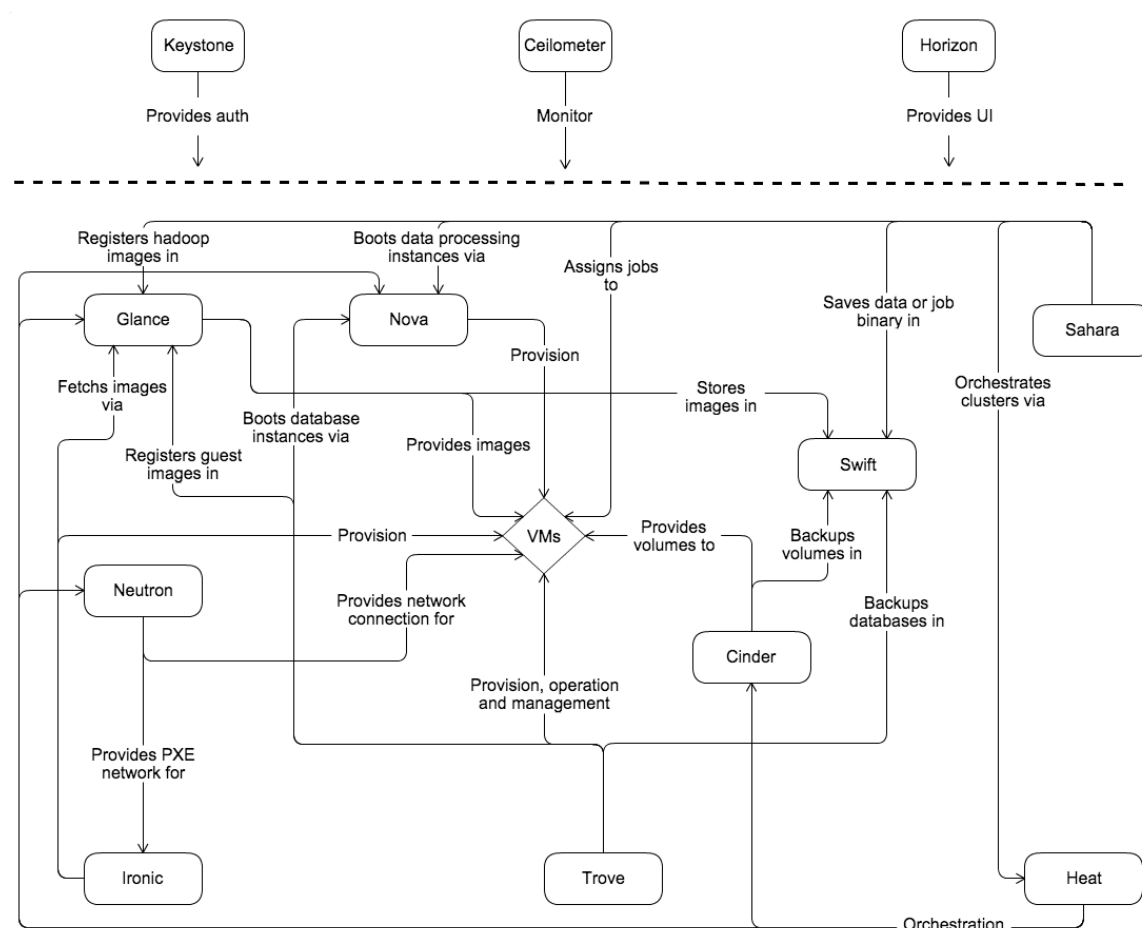 Keystone
Ceilometer
Horizon
Provides auth
Monitor
Provides UI
Registers hadoop
images in
Boots data processing
instances via
Assigns jobs
to
Saves data or job
binary in
Glance
Nova
Sahara
Provision
Fetchs images
via
Stores
images in
Orchestrates
clusters via
Boots database
instances via
Provides images
Registers guest
images in
Swift
Provision
VMs
Provides
volumes to
Backups
volumes in
Neutron
Provides network
connection for
Backups
databases in
Cinder
Provision, operation
and management
Provides PXE
network for
Ironic
Trove
Heat
Orchestration